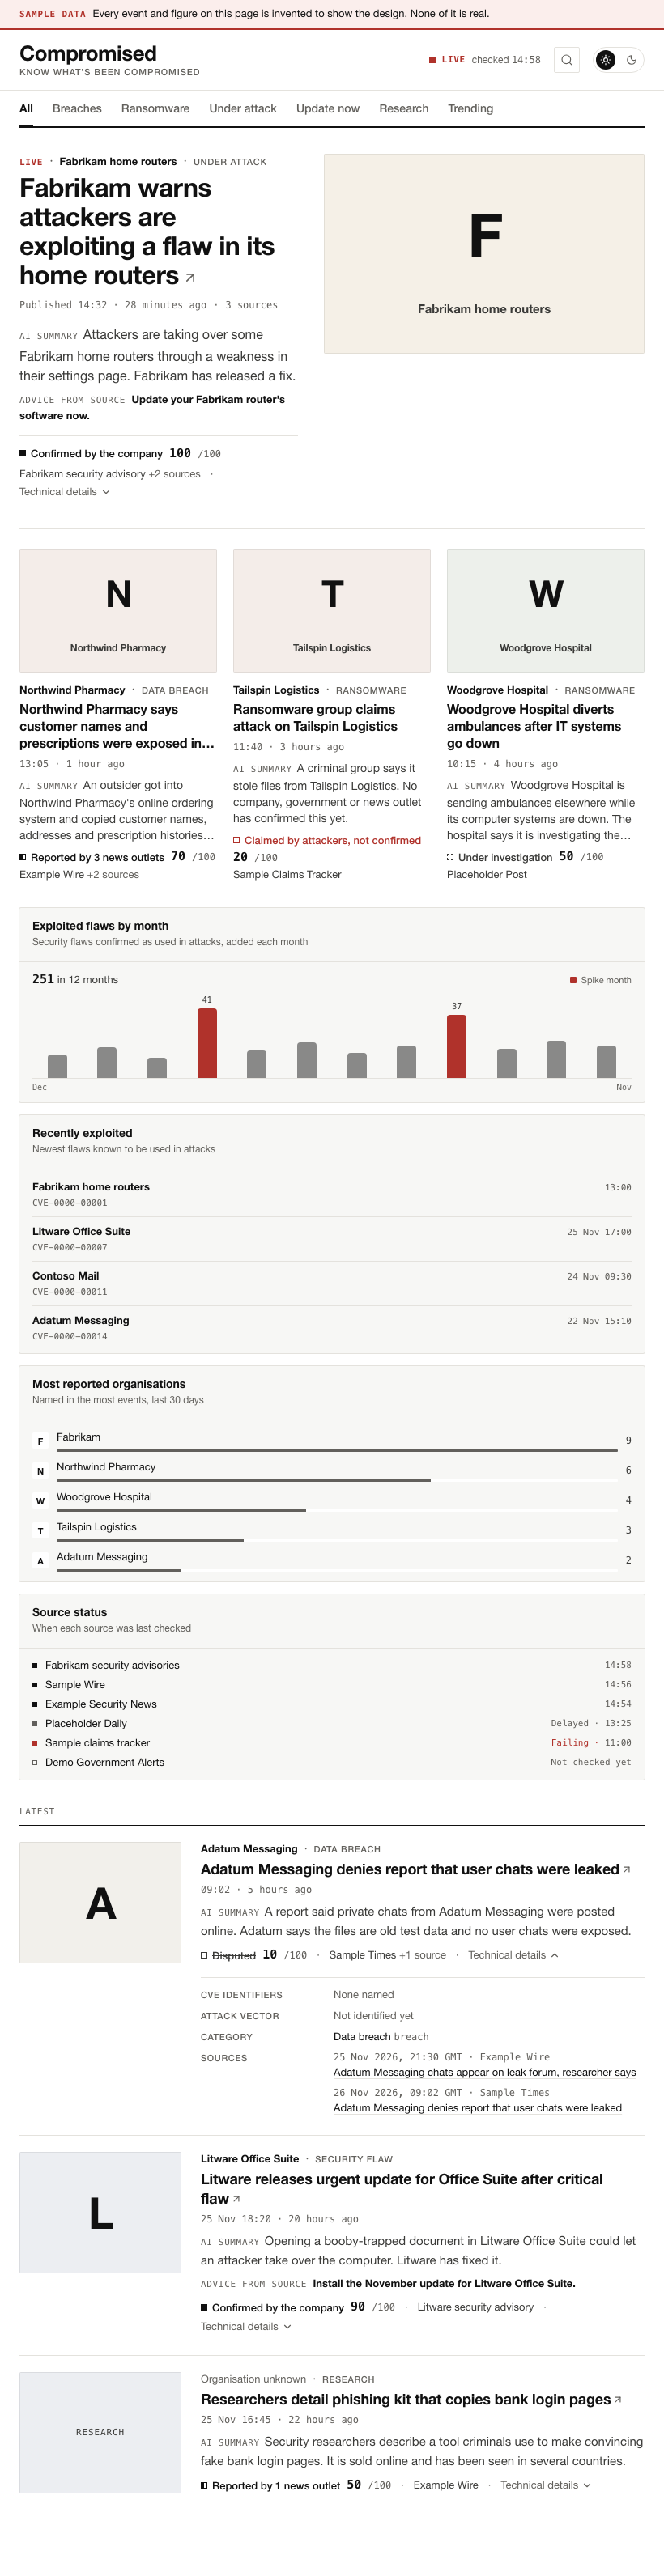 SAMPLE DATA Every event and figure on this page is invented to show the design. None of it is real.
Compromised
KNOW WHAT'S BEEN COMPROMISED
LIVE checked 14:58
All Breaches Ransomware Under attack Update now Research Trending
LIVE · Fabrikam home routers · UNDER ATTACK
Fabrikam warns
attackers are
exploiting a flaw in its
home routers
Published 14:32 · 28 minutes ago · 3 sources
AI SUMMARY Attackers are taking over some
Fabrikam home routers through a weakness in
their settings page. Fabrikam has released a fix.
ADVICE FROM SOURCE Update your Fabrikam router's
software now.
Confirmed by the company 100 /100
Fabrikam security advisory +2 sources ·
Technical details
F
Fabrikam home routers
N
Northwind Pharmacy
Northwind Pharmacy · DATA BREACH
Northwind Pharmacy says
customer names and
prescriptions were exposed in…
13:05 · 1 hour ago
AI SUMMARY An outsider got into
Northwind Pharmacy's online ordering
system and copied customer names,
addresses and prescription histories…
Reported by 3 news outlets 70 /100
Example Wire +2 sources
T
Tailspin Logistics
Tailspin Logistics · RANSOMWARE
Ransomware group claims
attack on Tailspin Logistics
11:40 · 3 hours ago
AI SUMMARY A criminal group says it
stole files from Tailspin Logistics. No
company, government or news outlet
has confirmed this yet.
Claimed by attackers, not confirmed
20 /100
Sample Claims Tracker
W
Woodgrove Hospital
Woodgrove Hospital · RANSOMWARE
Woodgrove Hospital diverts
ambulances after IT systems
go down
10:15 · 4 hours ago
AI SUMMARY Woodgrove Hospital is
sending ambulances elsewhere while
its computer systems are down. The
hospital says it is investigating the…
Under investigation 50 /100
Placeholder Post
Exploited flaws by month
Security flaws confirmed as used in attacks, added each month
251 in 12 months
Spike month
41
37
Dec
Nov
Recently exploited
Newest flaws known to be used in attacks
Fabrikam home routers 13:00
CVE-0000-00001
Litware Office Suite 25 Nov 17:00
CVE-0000-00007
Contoso Mail 24 Nov 09:30
CVE-0000-00011
Adatum Messaging 22 Nov 15:10
CVE-0000-00014
Most reported organisations
Named in the most events, last 30 days
F Fabrikam 9
N Northwind Pharmacy 6
W Woodgrove Hospital 4
T Tailspin Logistics 3
A Adatum Messaging 2
Source status
When each source was last checked
Fabrikam security advisories 14:58
Sample Wire 14:56
Example Security News 14:54
Placeholder Daily Delayed · 13:25
Sample claims tracker Failing · 11:00
Demo Government Alerts Not checked yet
LATEST
A
Adatum Messaging · DATA BREACH
Adatum Messaging denies report that user chats were leaked
09:02 · 5 hours ago
AI SUMMARY A report said private chats from Adatum Messaging were posted
online. Adatum says the files are old test data and no user chats were exposed.
Disputed 10 /100 · Sample Times +1 source · Technical details
CVE IDENTIFIERS None named
ATTACK VECTOR Not identified yet
CATEGORY Data breach breach
SOURCES 25 Nov 2026, 21:30 GMT · Example Wire
Adatum Messaging chats appear on leak forum, researcher says
26 Nov 2026, 09:02 GMT · Sample Times
Adatum Messaging denies report that user chats were leaked
L
Litware Office Suite · SECURITY FLAW
Litware releases urgent update for Office Suite after critical
flaw
25 Nov 18:20 · 20 hours ago
AI SUMMARY Opening a booby-trapped document in Litware Office Suite could let
an attacker take over the computer. Litware has fixed it.
ADVICE FROM SOURCE Install the November update for Litware Office Suite.
Confirmed by the company 90 /100 · Litware security advisory ·
Technical details
RESEARCH
Organisation unknown · RESEARCH
Researchers detail phishing kit that copies bank login pages
25 Nov 16:45 · 22 hours ago
AI SUMMARY Security researchers describe a tool criminals use to make convincing
fake bank login pages. It is sold online and has been seen in several countries.
Reported by 1 news outlet 50 /100 · Example Wire · Technical details